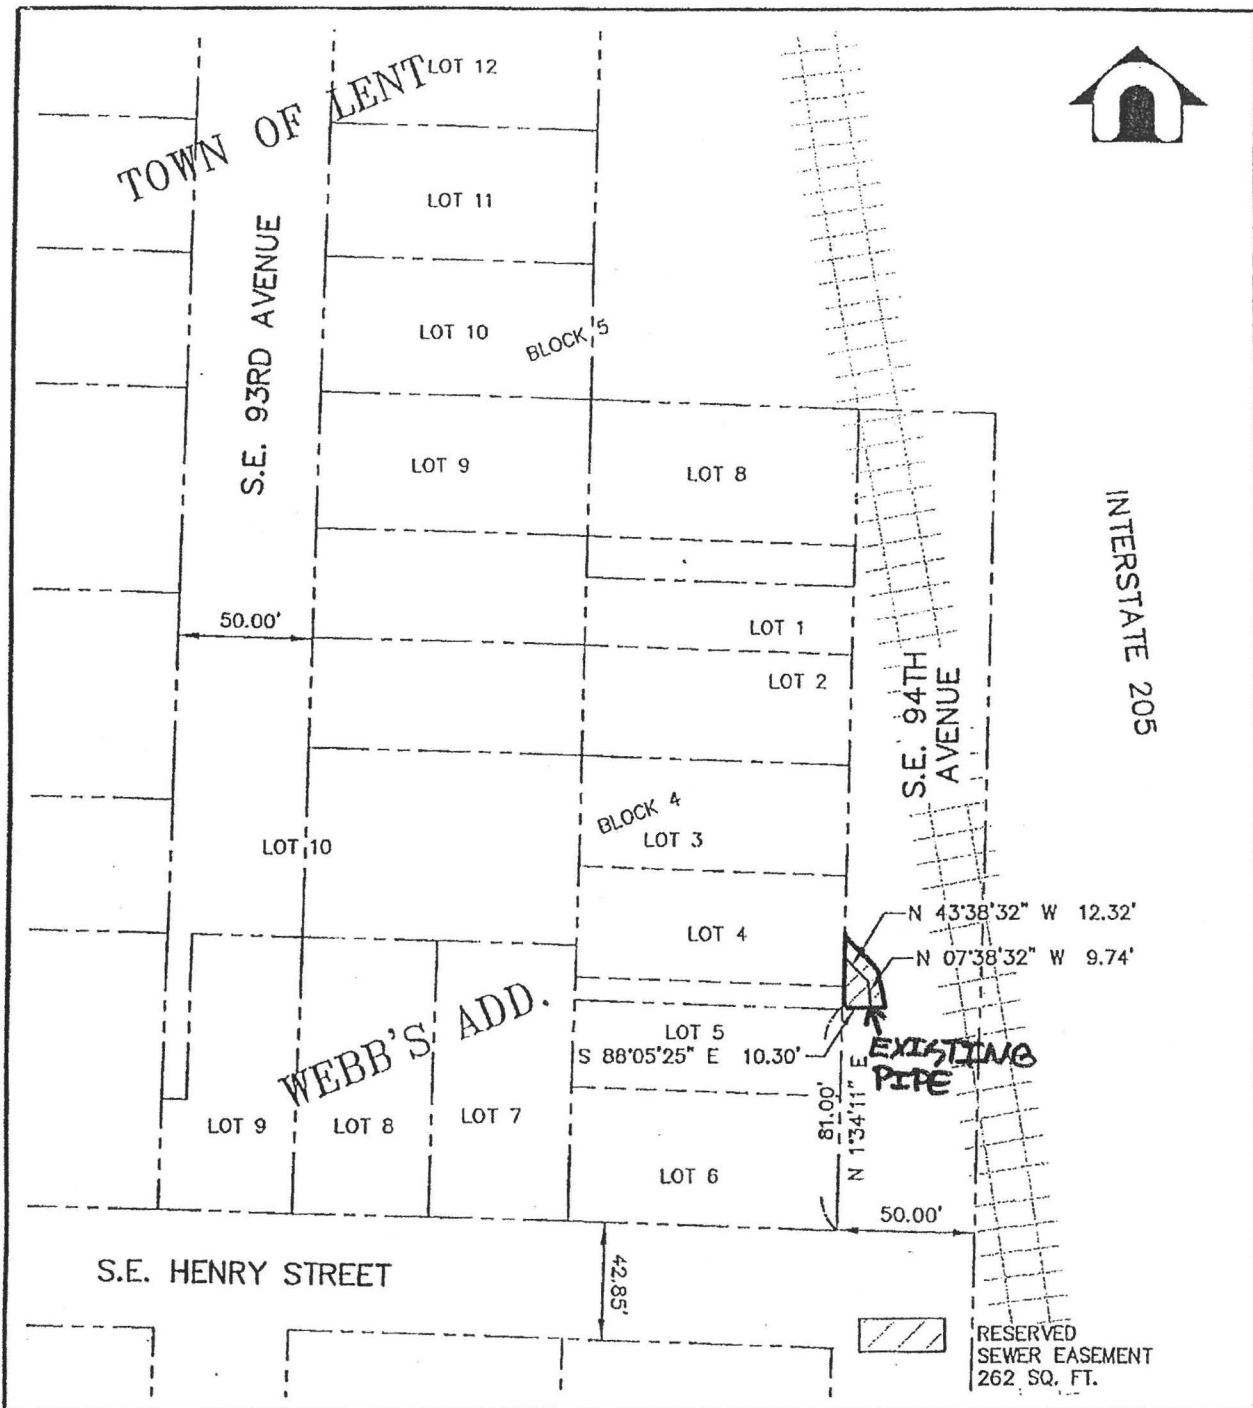 TOWN OF LENT
LOT 12
LOT 11
S.E. 93RD AVENUE
LOT 10
BLOCK 5
LOT 9
LOT 8
INTERSTATE 205
50.00'
LOT 1
LOT 2
S.E. 94TH
AVENUE
BLOCK 4
LOT 3
LOT 10
N 43°38'32" W 12.32'
LOT 4
N 07°38'32" W 9.74'
WEBB'S ADD.
LOT 5
S 88°05'25" E 10.30'
EXISTING
PIPE
81.00'
N 1°34'11" E
LOT 9
LOT 8
LOT 7
LOT 6
50.00'
S.E. HENRY STREET
42.85'
RESERVED
SEWER EASEMENT
262 SQ. FT.